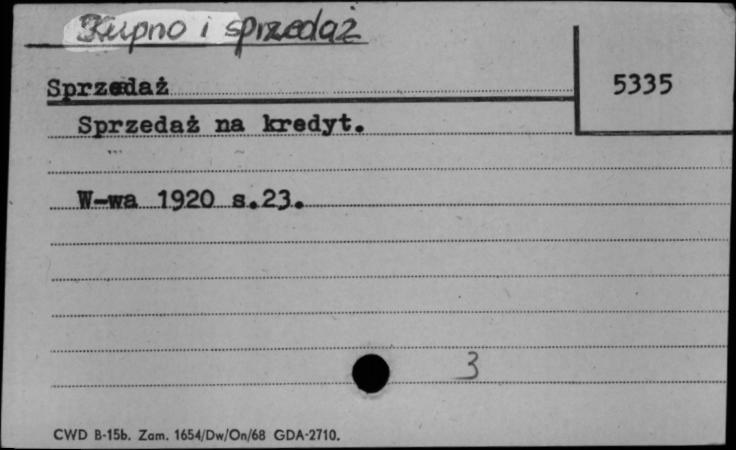 Kupno i sprzedaż
Sprzedaż
5335
Sprzedaż na kredyt.
W-wa 1920 s.23.
3
CWD B-15b. Zam. 1654/Dw/On/68 GDA-2710.